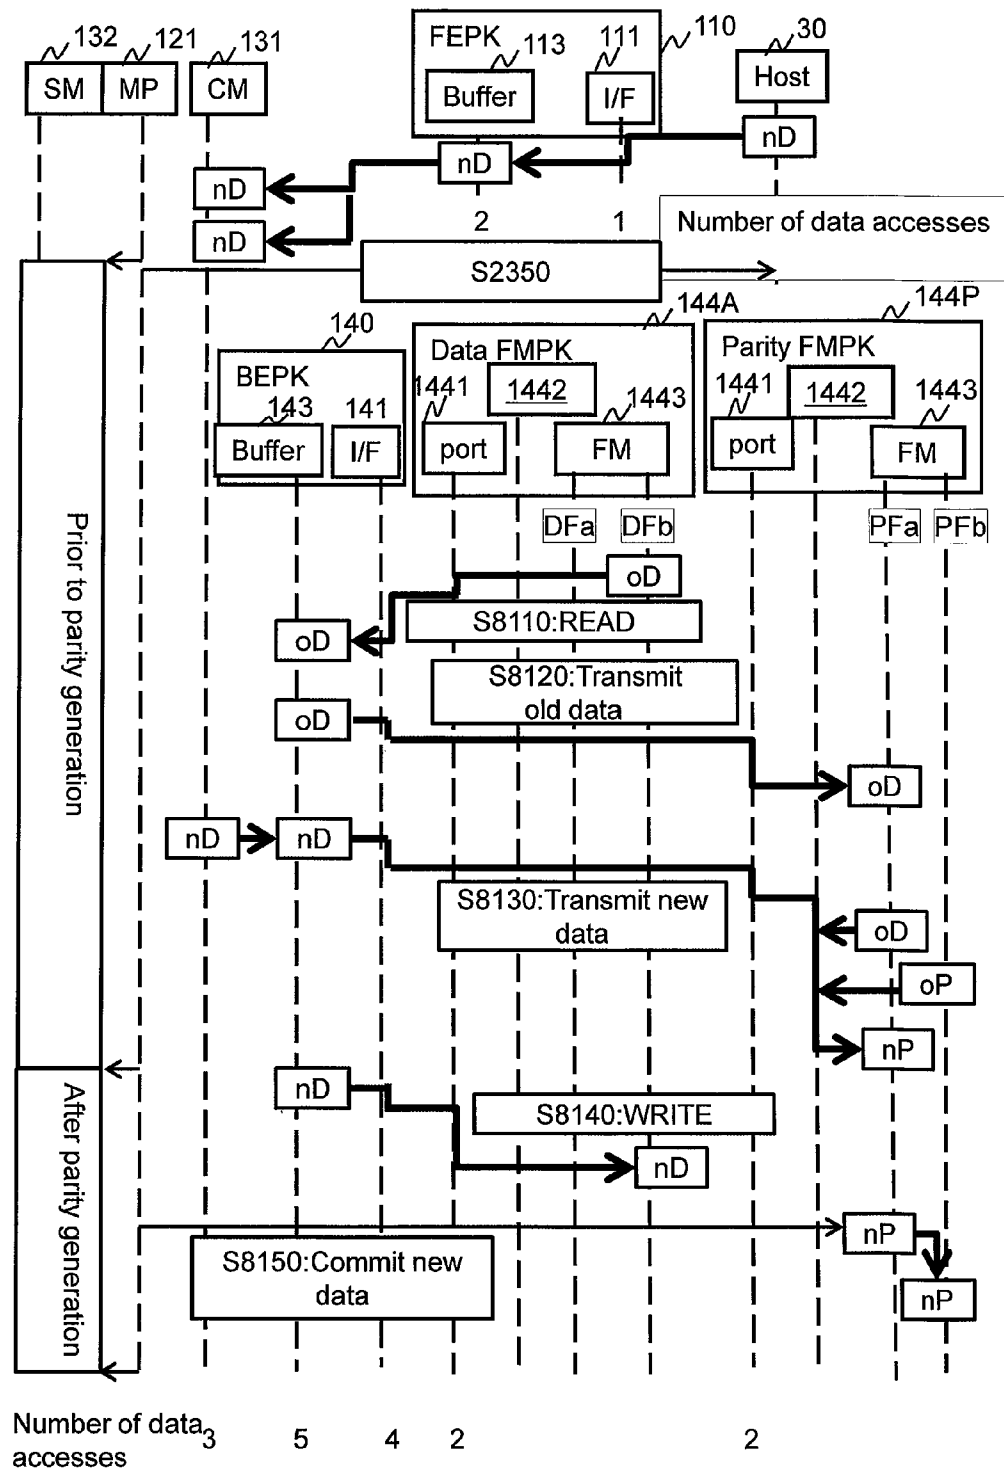 132
121
131
FEPK
113
111
110
30
SM
MP
CM
Buffer
I/F
Host
nD
nD
nD
nD
2
1
Number of data accesses
S2350
140
144A
144P
BEPK
Data FMPK
Parity FMPK
143
141
1441
1442
1443
1441
1442
1443
Buffer
I/F
port
FM
port
FM
DFa
DFb
PFa
PFb
Prior to parity generation
oD
S8110:READ
oD
S8120:Transmit
old data
oD
oD
nD
nD
S8130:Transmit new
data
oD
oP
nP
After parity generation
nD
S8140:WRITE
nD
nP
S8150:Commit new
data
nP
Number of data
accesses
3
5
4
2
2